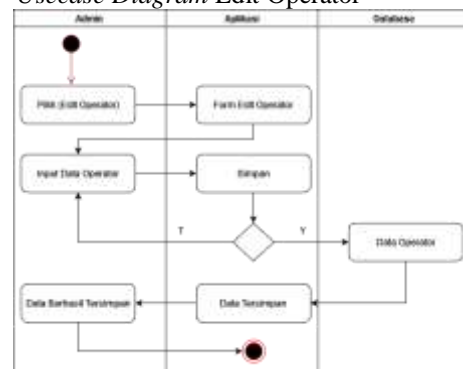 Usecase Diagram Edit Operator
Admin
Aplikasi
Database
Pilih (Edit Operator)
Form Edit Operator
Input Data Operator
Simpan
T
Y
Data Operator
Data Berhasil Tersimpan
Data Tersimpan